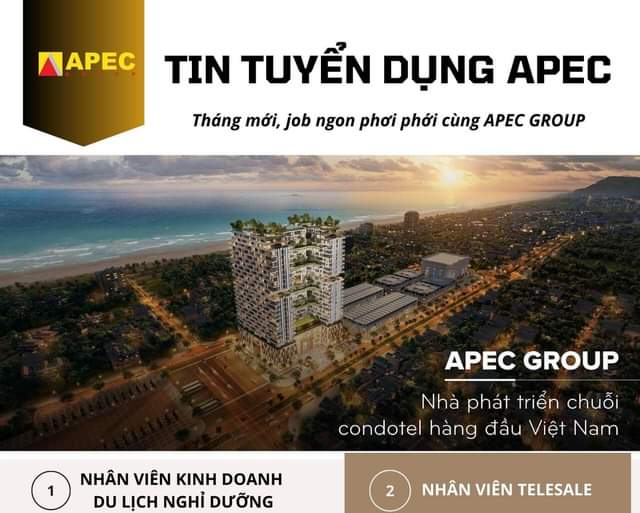 APEC
TIN TUYỂN DỤNG APEC
Tháng mới, job ngon phơi phới cùng APEC GROUP
APEC GROUP
Nhà phát triển chuỗi
condotel hàng đầu Việt Nam
1
NHÂN VIÊN KINH DOANH
DU LỊCH NGHỈ DƯỠNG
2
NHÂN VIÊN TELESALE